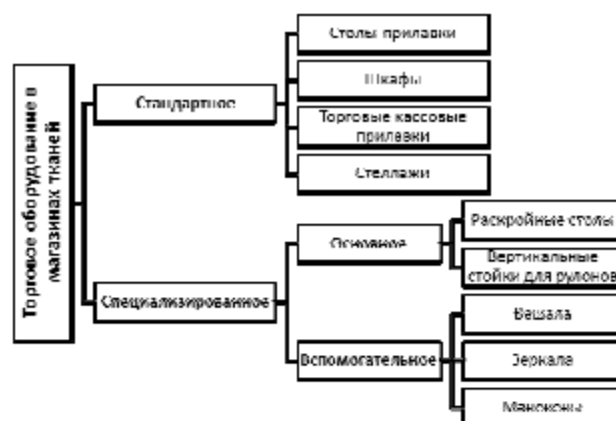 Торговое оборудование в
магазинах тканей
Стандартное
Столы прилавки
Шкафы
Торговые кассовые
прилавки
Стеллажи
Специализированное
Основное
Раскройные столы
Вертикальные
стойки для рулонов
Вспомогательное
Вешала
Зеркала
Манекены